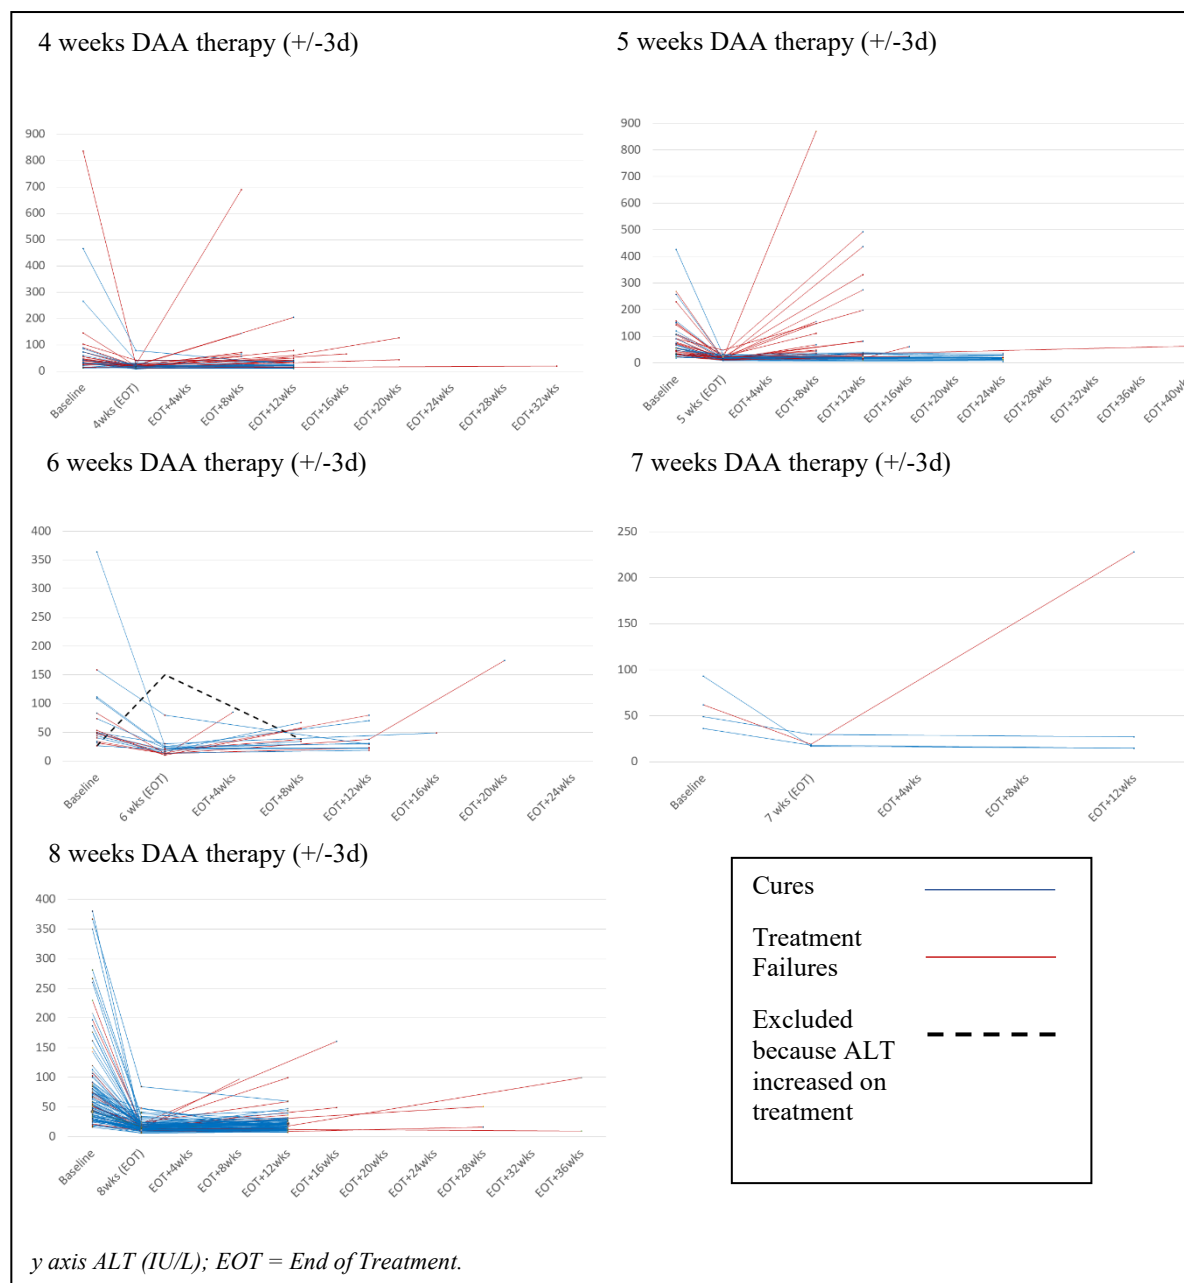 4 weeks DAA therapy (+/-3d)
900
800
700
600
500
400
300
200
100
0
Baseline
4wks (EOT)
EOT+4wks
EOT+8wks
EOT+12wks
EOT+16wks
EOT+20wks
EOT+24wks
EOT+28wks
EOT+32wks
5 weeks DAA therapy (+/-3d)
900
800
700
600
500
400
300
200
100
0
Baseline
5 wks (EOT)
EOT+4wks
EOT+8wks
EOT+12wks
EOT+16wks
EOT+20wks
EOT+24wks
EOT+28wks
EOT+32wks
EOT+36wks
EOT+40wks
6 weeks DAA therapy (+/-3d)
400
350
300
250
200
150
100
50
0
Baseline
6 wks (EOT)
EOT+4wks
EOT+8wks
EOT+12wks
EOT+16wks
EOT+20wks
EOT+24wks
7 weeks DAA therapy (+/-3d)
250
200
150
100
50
0
Baseline
7 wks (EOT)
EOT+4wks
EOT+8wks
EOT+12wks
8 weeks DAA therapy (+/-3d)
400
350
300
250
200
150
100
50
0
Baseline
8wks (EOT)
EOT+4wks
EOT+8wks
EOT+12wks
EOT+16wks
EOT+20wks
EOT+24wks
EOT+28wks
EOT+32wks
EOT+36wks
Cures
Treatment
Failures
Excluded
because ALT
increased on
treatment
y axis ALT (IU/L); EOT = End of Treatment.